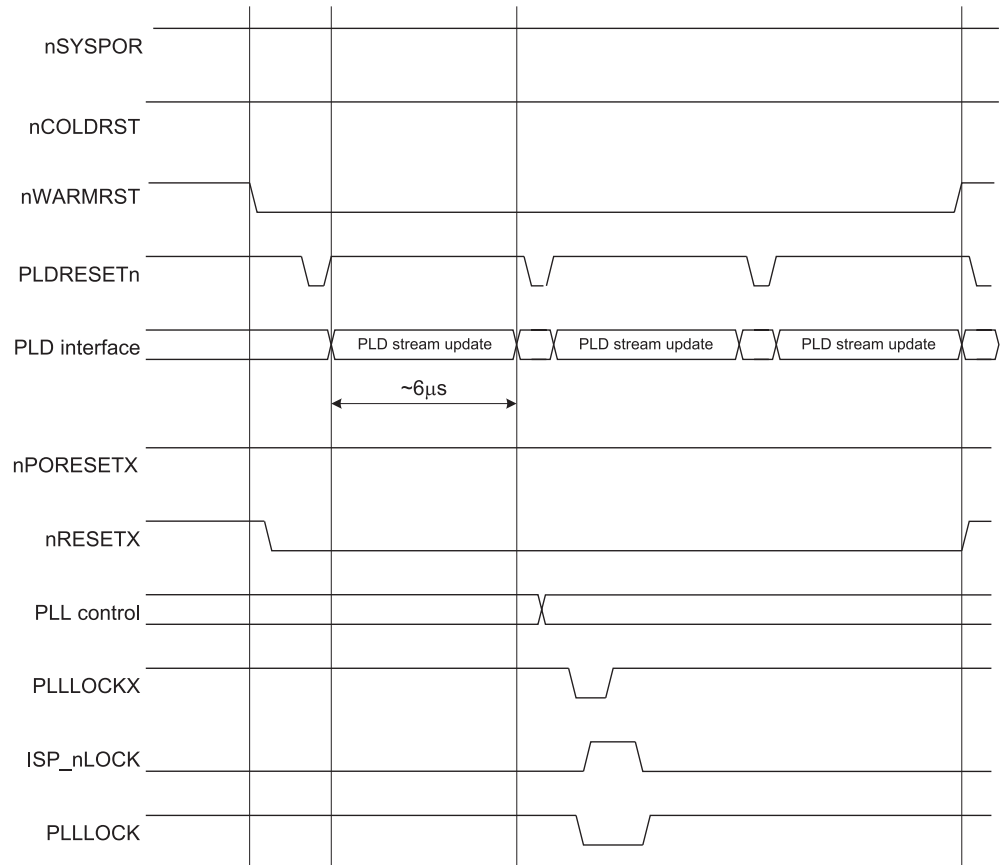 nSYSPOR
nCOLDRST
nWARMRST
PLDRESETn
PLD interface
PLD stream update
PLD stream update
PLD stream update
~6μs
nPORESETX
nRESETX
PLL control
PLLLOCKX
ISP_nLOCK
PLLLOCK